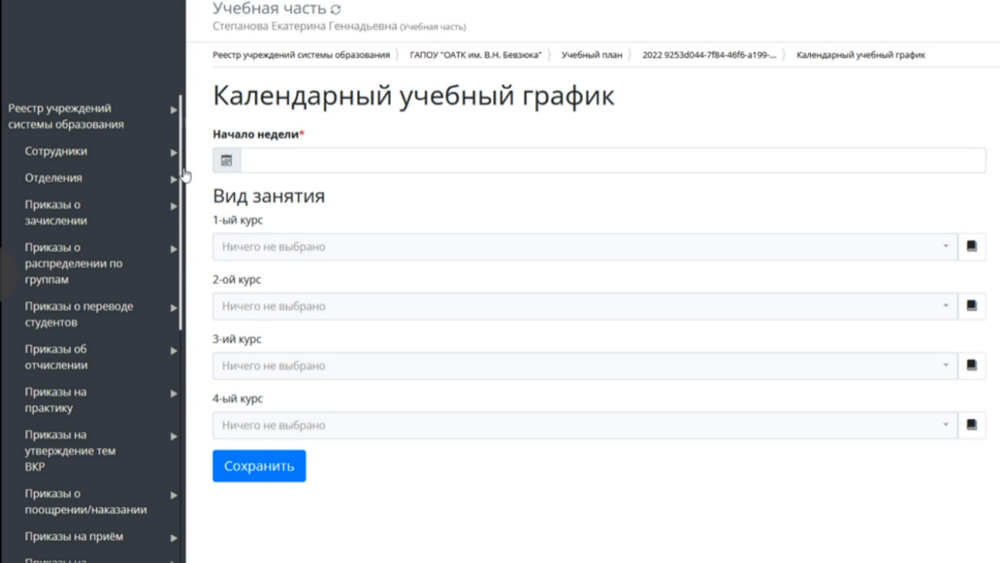 Учебная часть
Степанова Екатерина Геннадьевна (Учебная часть)
Реестр учреждений системы образования
ГАПОУ "ОАТК им. В.Н. Бевзюка"
Учебный план
2022 9253d044-7f84-46f6-a199-...
Календарный учебный график
Реестр учреждений
системы образования
Сотрудники
Отделения
Приказы о
зачислении
Приказы о
распределении по
группам
Приказы о переводе
студентов
Приказы об
отчислении
Приказы на
практику
Приказы на
утверждение тем
ВКР
Приказы о
поощрении/наказании
Приказы на приём
Приказы на
Календарный учебный график
Начало недели*
Вид занятия
1-ый курс
Ничего не выбрано
2-ой курс
Ничего не выбрано
3-ий курс
Ничего не выбрано
4-ый курс
Ничего не выбрано
Сохранить